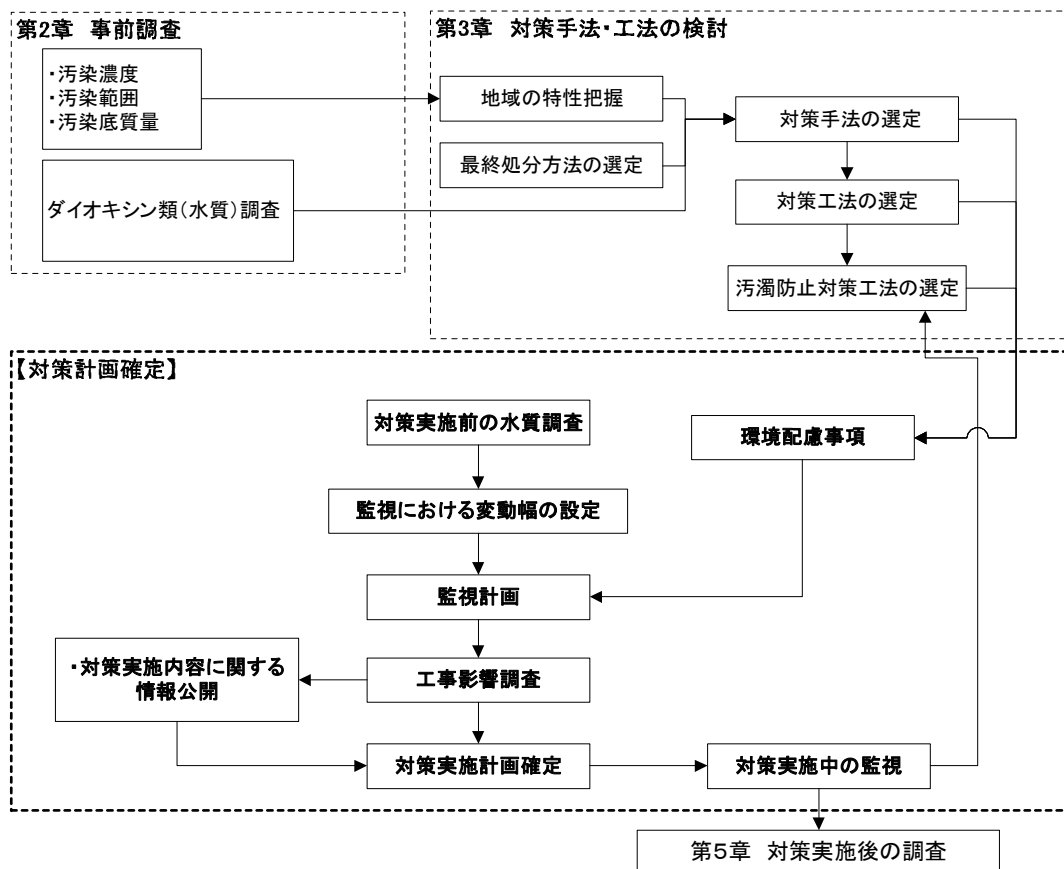 第2章 事前調査
・汚染濃度
・汚染範囲
・汚染底質量
ダイオキシン類(水質)調査
第3章 対策手法・工法の検討
地域の特性把握
最終処分方法の選定
対策手法の選定
対策工法の選定
汚濁防止対策工法の選定
【対策計画確定】
対策実施前の水質調査
環境配慮事項
監視における変動幅の設定
監視計画
・対策実施内容に関する
情報公開
工事影響調査
対策実施計画確定
対策実施中の監視
第5章 対策実施後の調査